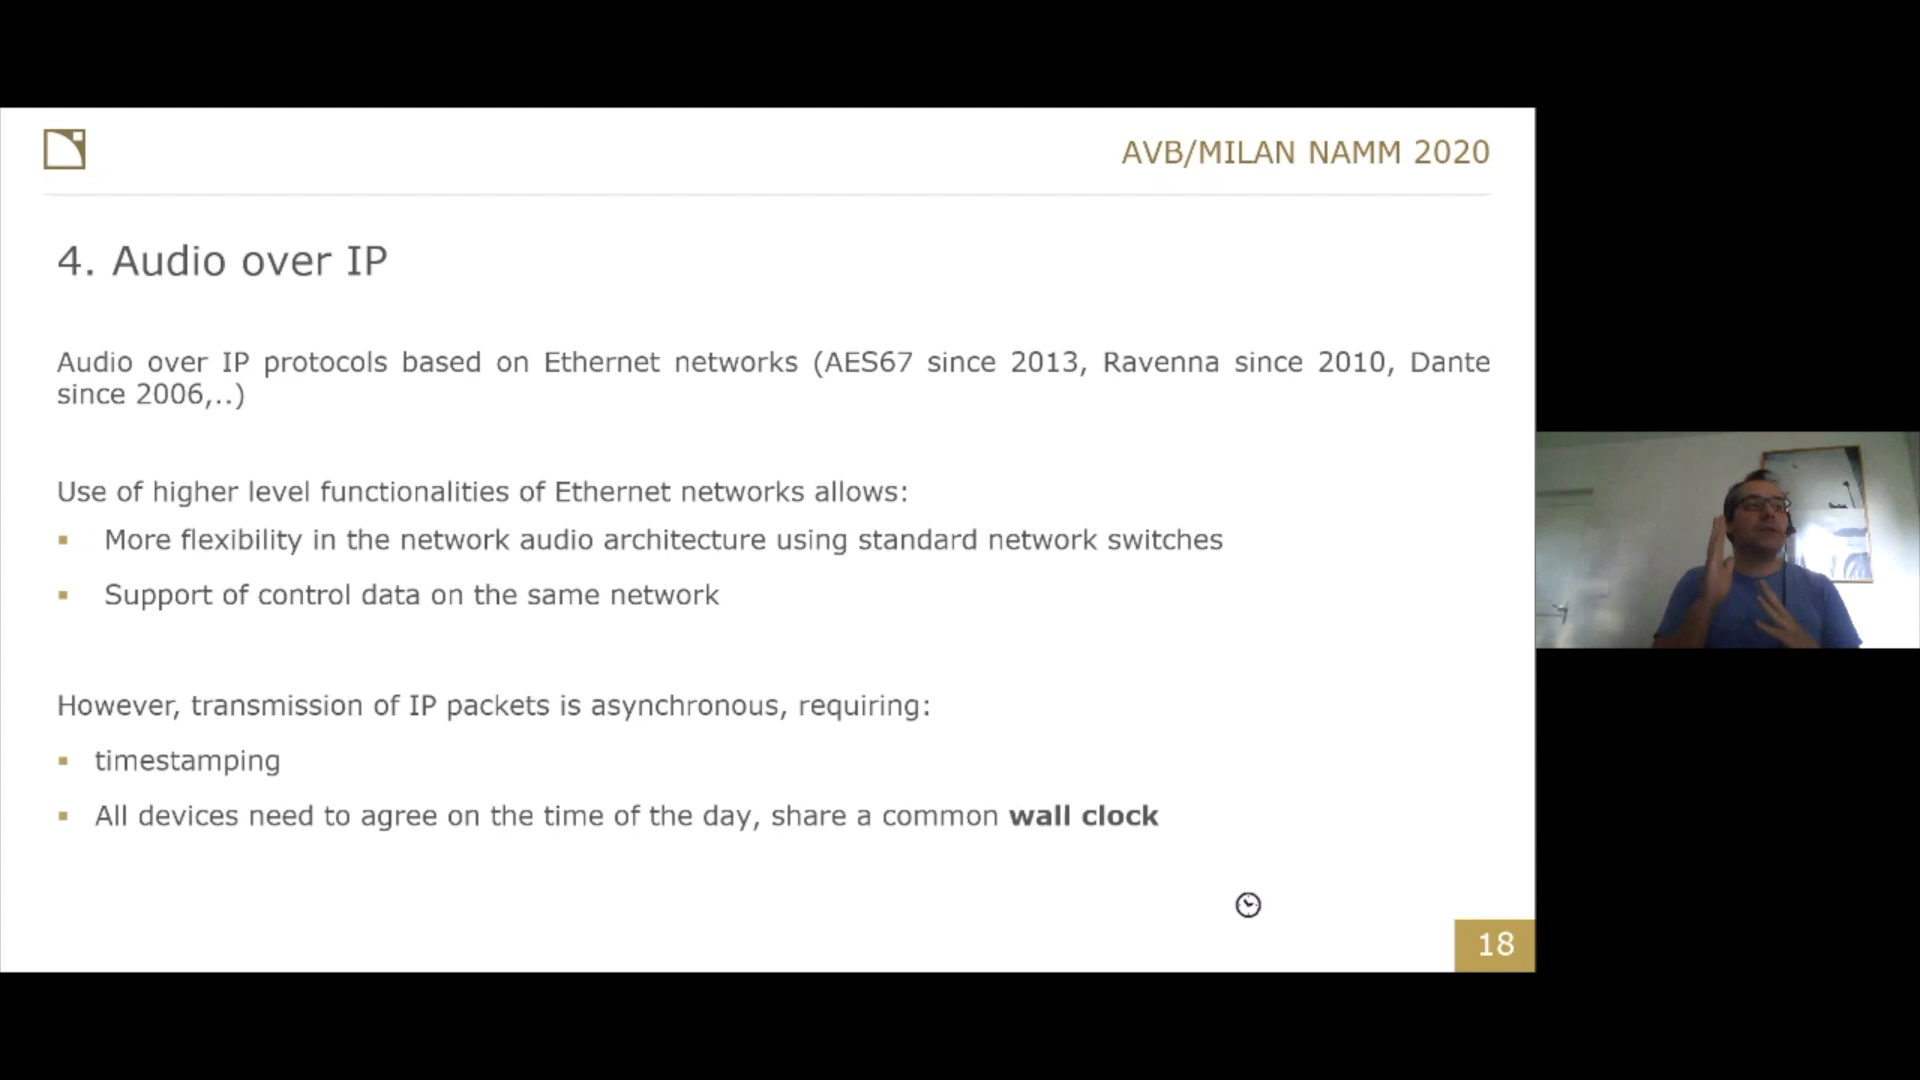 AVB/MILAN NAMM 2020
4. Audio over IP
Audio over IP protocols based on Ethernet networks (AES67 since 2013, Ravenna since 2010, Dante
since 2006,..)
Use of higher level functionalities of Ethernet networks allows:
▪ More flexibility in the network audio architecture using standard network switches
▪ Support of control data on the same network
However, transmission of IP packets is asynchronous, requiring:
▪ timestamping
▪ All devices need to agree on the time of the day, share a common wall clock
18